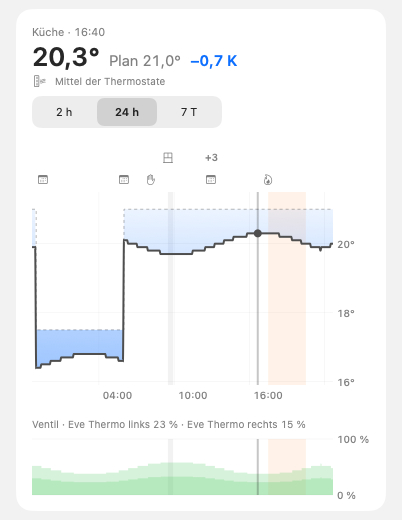 Küche · 16:40
20,3° Plan 21,0° −0,7 K
Mittel der Thermostate
2 h 24 h 7 T
+3
20°
18°
16°
04:00 10:00 16:00
Ventil · Eve Thermo links 23 % · Eve Thermo rechts 15 %
100 %
0 %